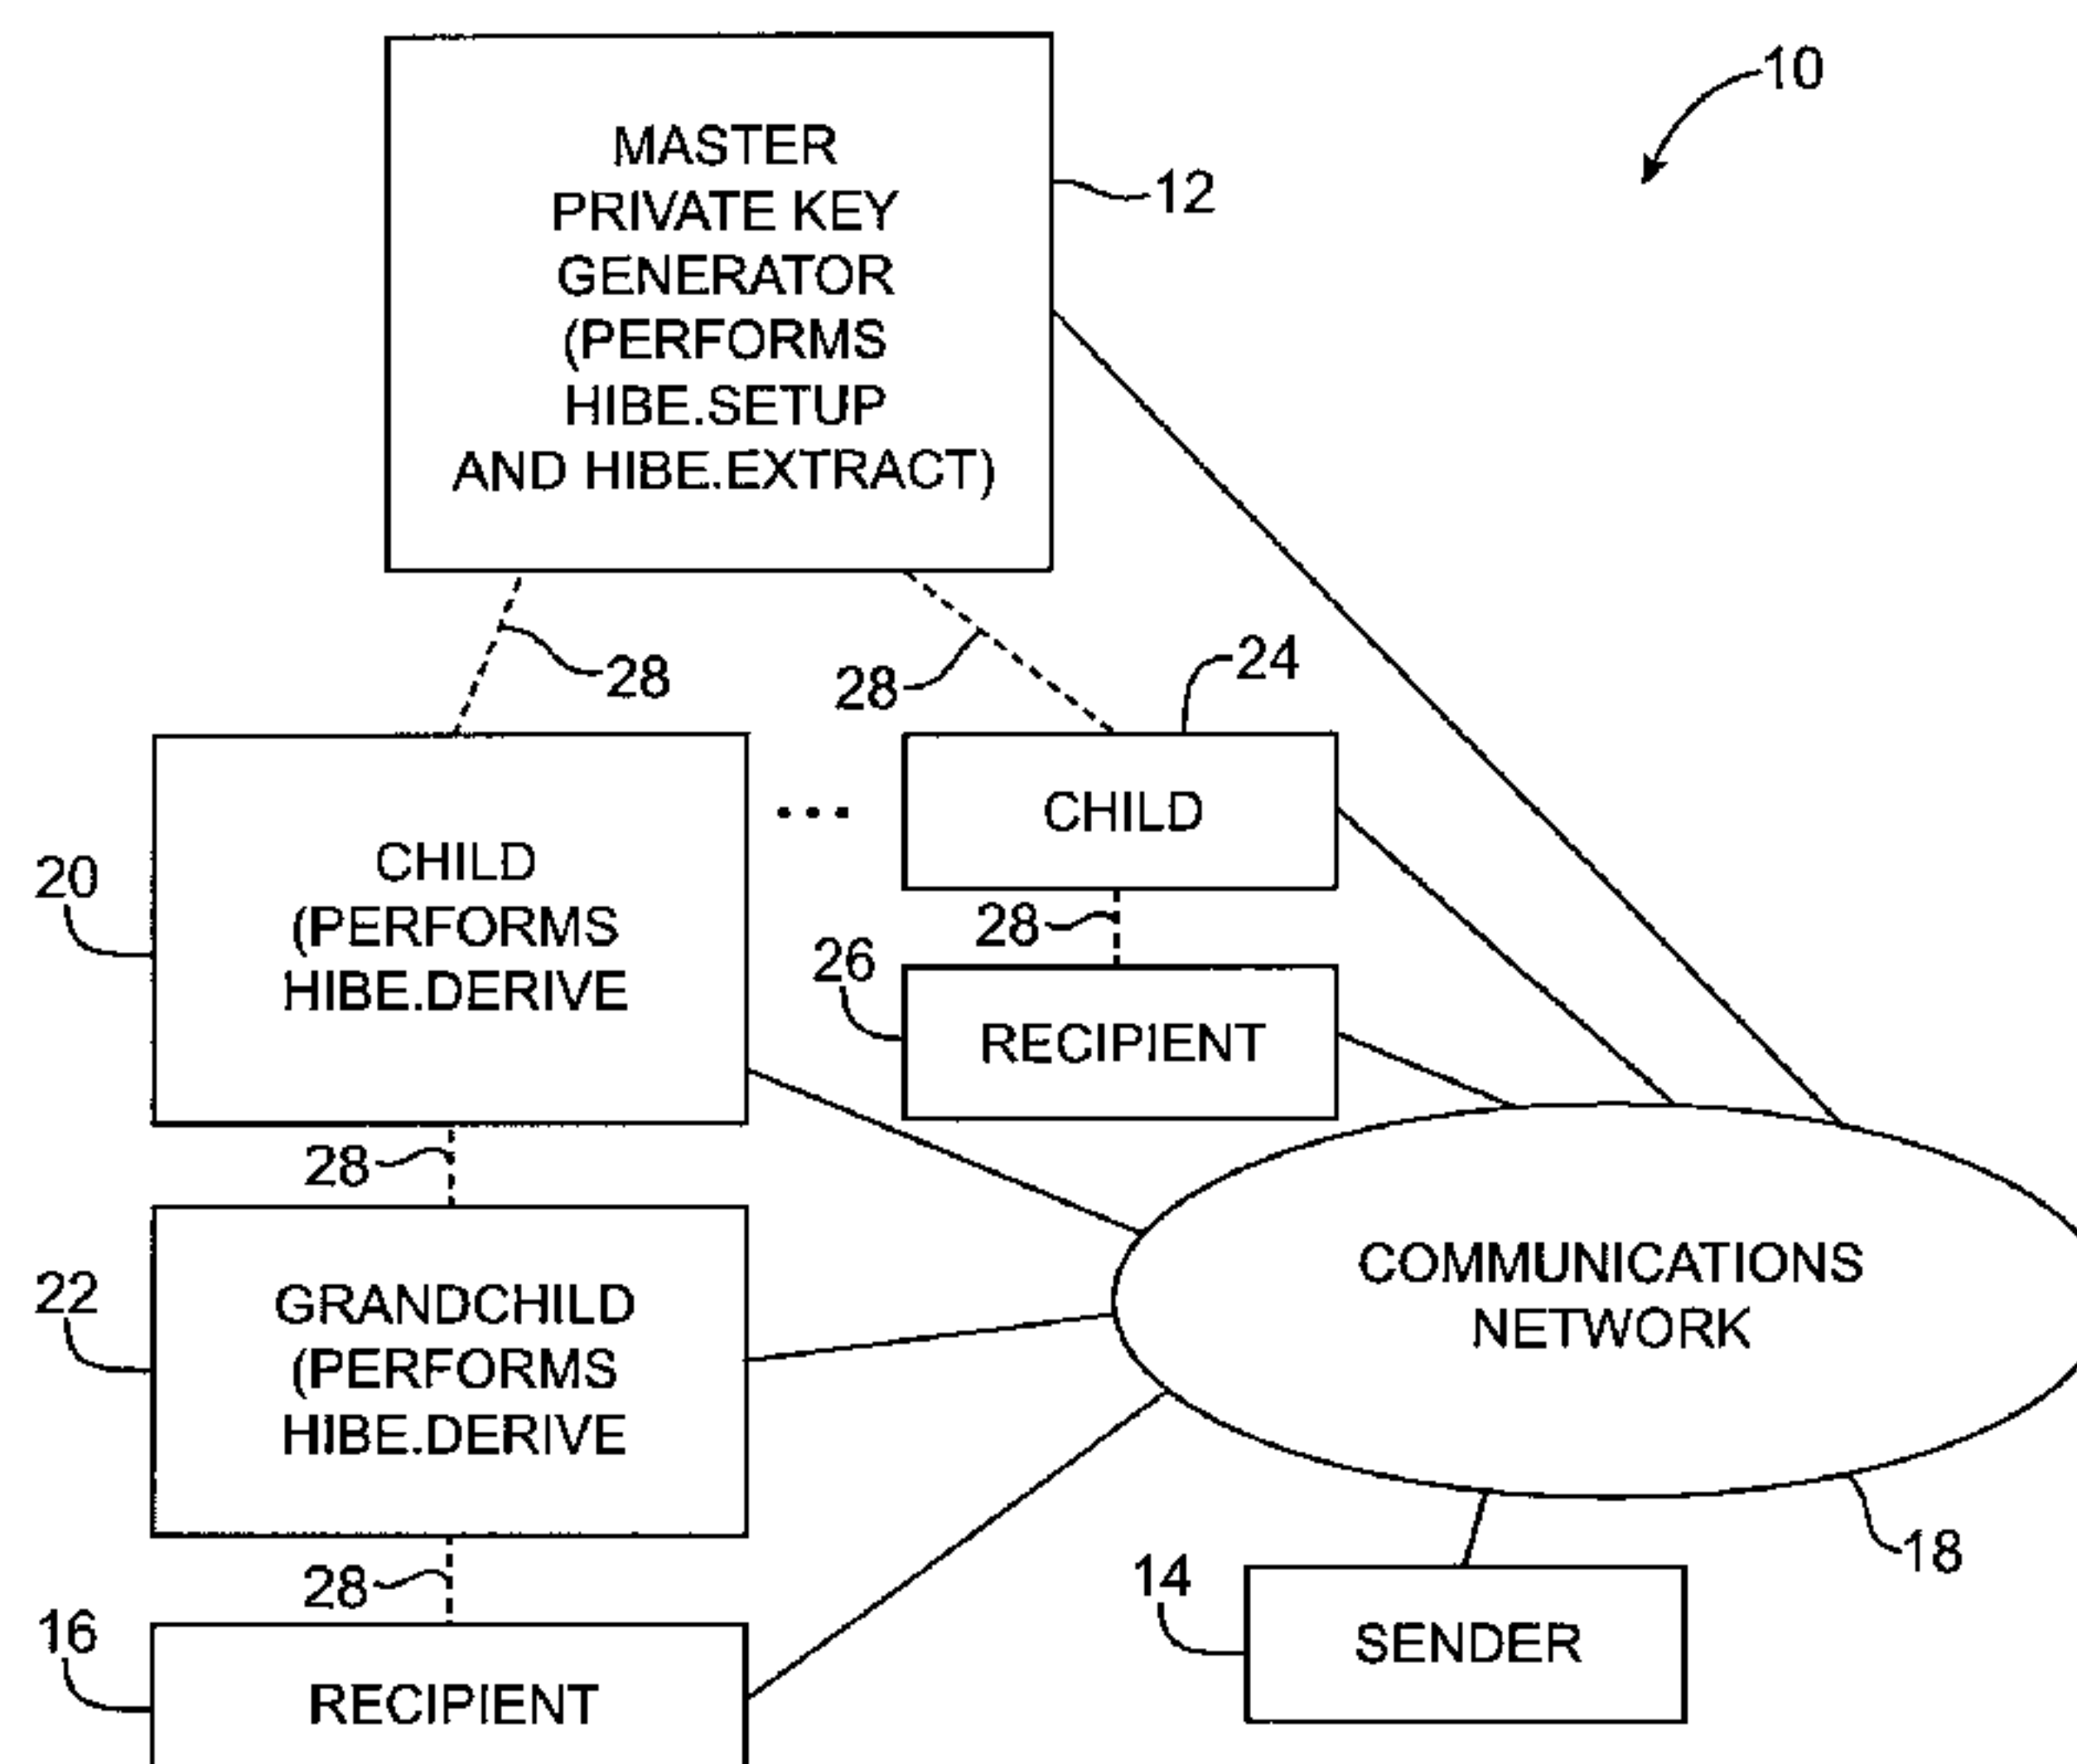 10
MASTER
PRIVATE KEY
GENERATOR
(PERFORMS
HIBE.SETUP
AND HIBE.EXTRACT)
12
28
28
24
CHILD
20
CHILD
(PERFORMS
HIBE.DERIVE
28
26
RECIPIENT
28
22
GRANDCHILD
(PERFORMS
HIBE.DERIVE
COMMUNICATIONS
NETWORK
18
28
16
RECIPIENT
14
SENDER